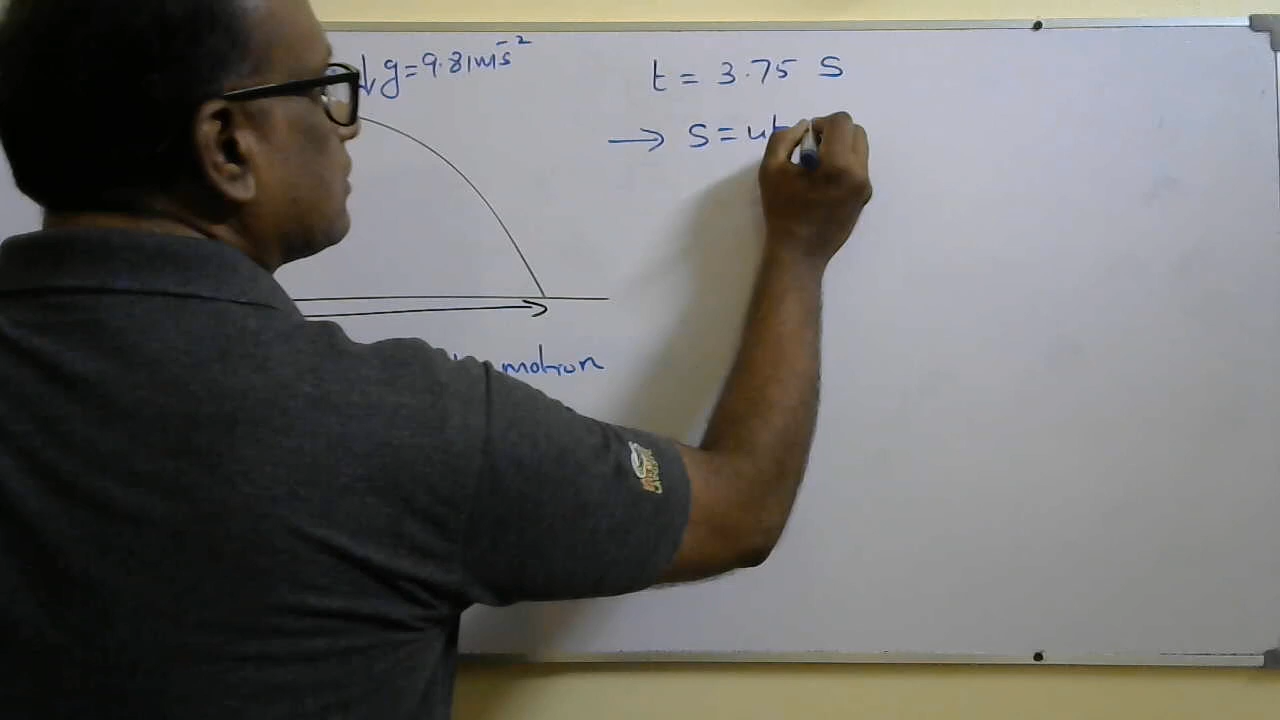 g=9.81ms⁻²
t = 3.75 S
→ S = ut
motion